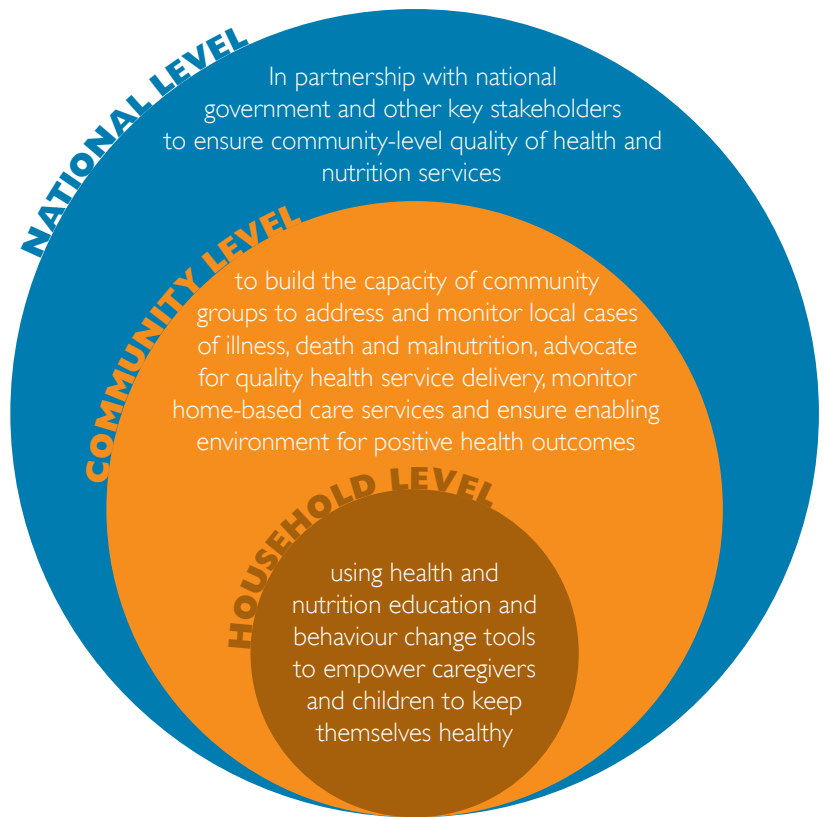 NATIONAL LEVEL
In partnership with national
government and other key stakeholders
to ensure community-level quality of health and
nutrition services
COMMUNITY LEVEL
to build the capacity of community
groups to address and monitor local cases
of illness, death and malnutrition, advocate
for quality health service delivery, monitor
home-based care services and ensure enabling
environment for positive health outcomes
HOUSEHOLD LEVEL
using health and
nutrition education and
behaviour change tools
to empower caregivers
and children to keep
themselves healthy